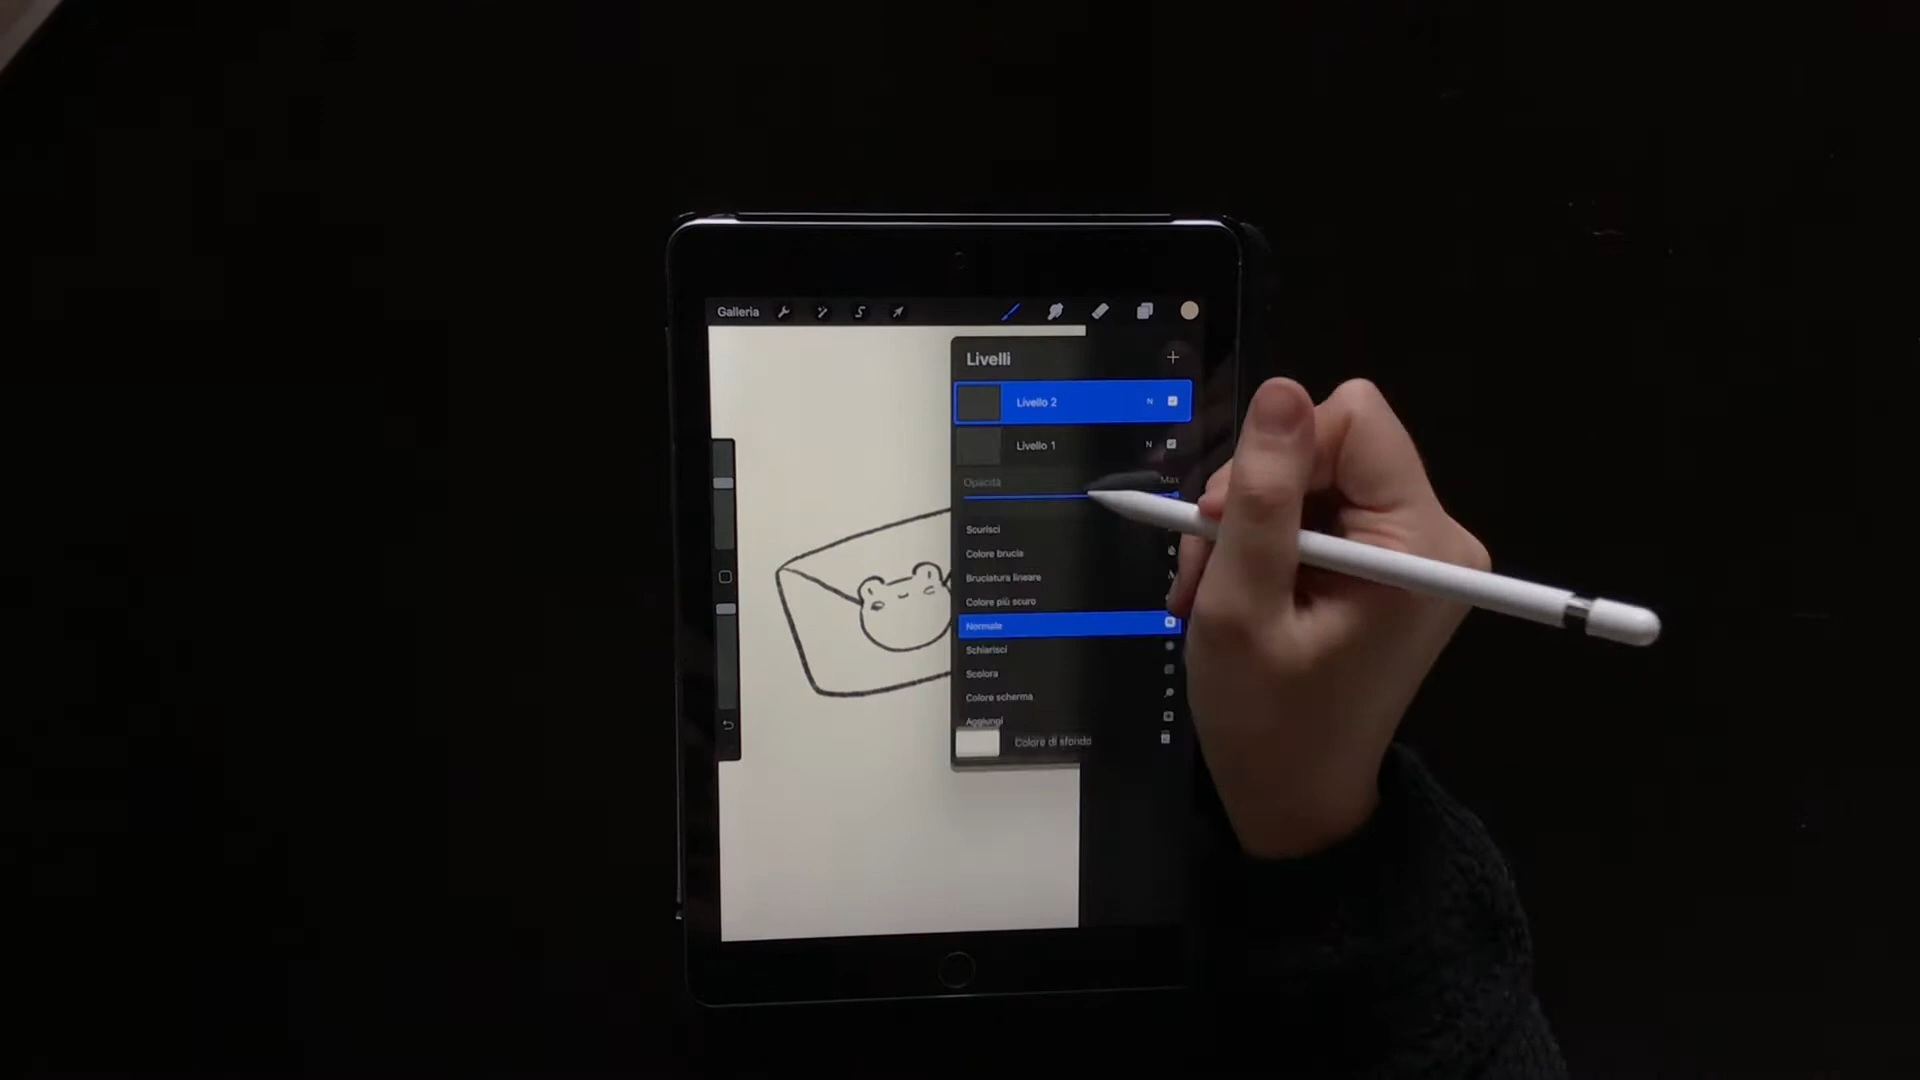 Galleria
Livelli
Livello 2 N
Livello 1 N
Opacità Max
Scurisci
Colore brucia
Bruciatura lineare
Colore più scuro
Normale N
Schiarisci
Scolora
Colore scherma
Aggiungi
Colore di sfondo